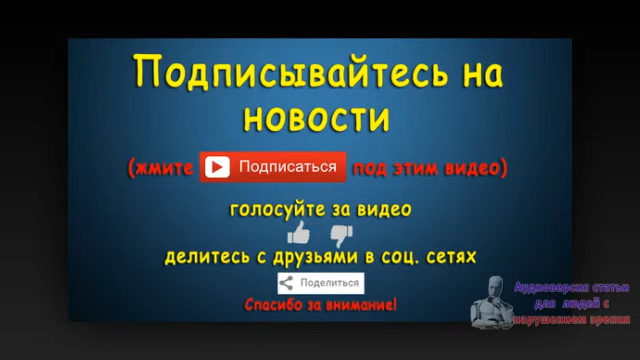 Подписывайтесь на
новости
(жмите Подписаться под этим видео)
голосуйте за видео
делитесь с друзьями в соц. сетях
Поделиться
Спасибо за внимание!
Аудиоверсия статьи
для людей с
нарушением зрения